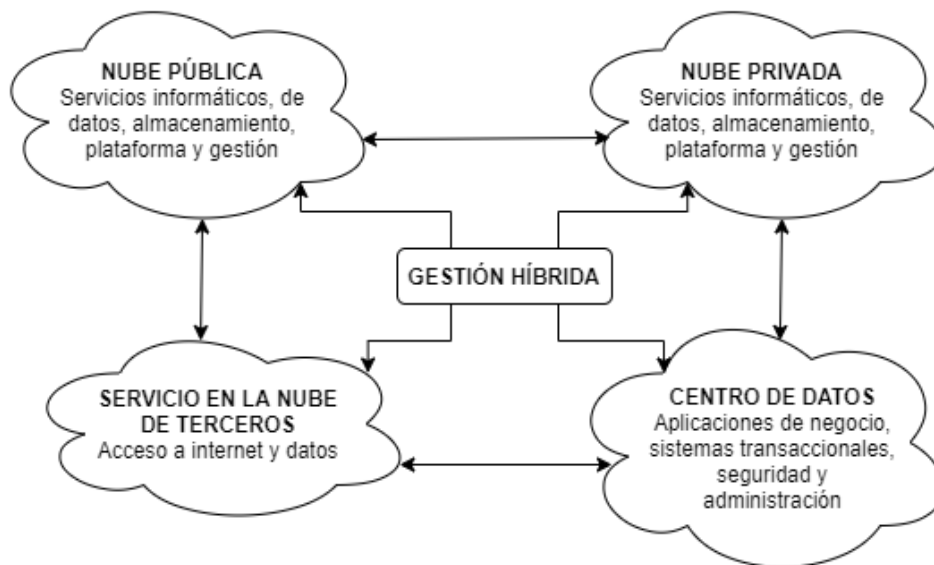 NUBE PÚBLICA
Servicios informáticos, de
datos, almacenamiento,
plataforma y gestión
NUBE PRIVADA
Servicios informáticos, de
datos, almacenamiento,
plataforma y gestión
GESTIÓN HÍBRIDA
SERVICIO EN LA NUBE
DE TERCEROS
Acceso a internet y datos
CENTRO DE DATOS
Aplicaciones de negocio,
sistemas transaccionales,
seguridad y
administración